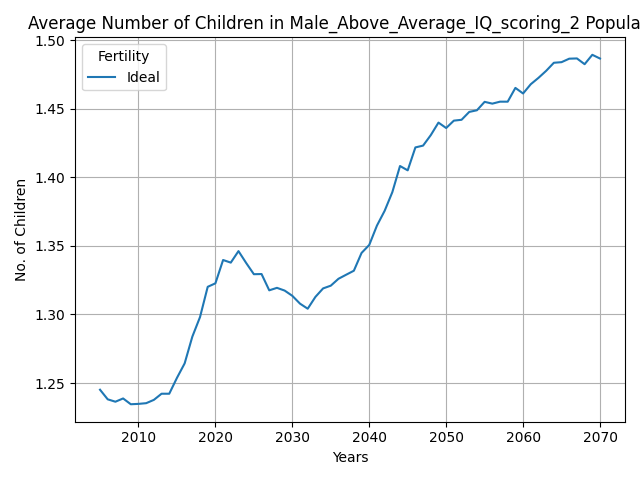 Average Number of Children in Male_Above_Average_IQ_scoring_2 Popula
Fertility
Ideal
1.50
1.45
1.40
1.35
1.30
1.25
No. of Children
2010 2020 2030 2040 2050 2060 2070
Years